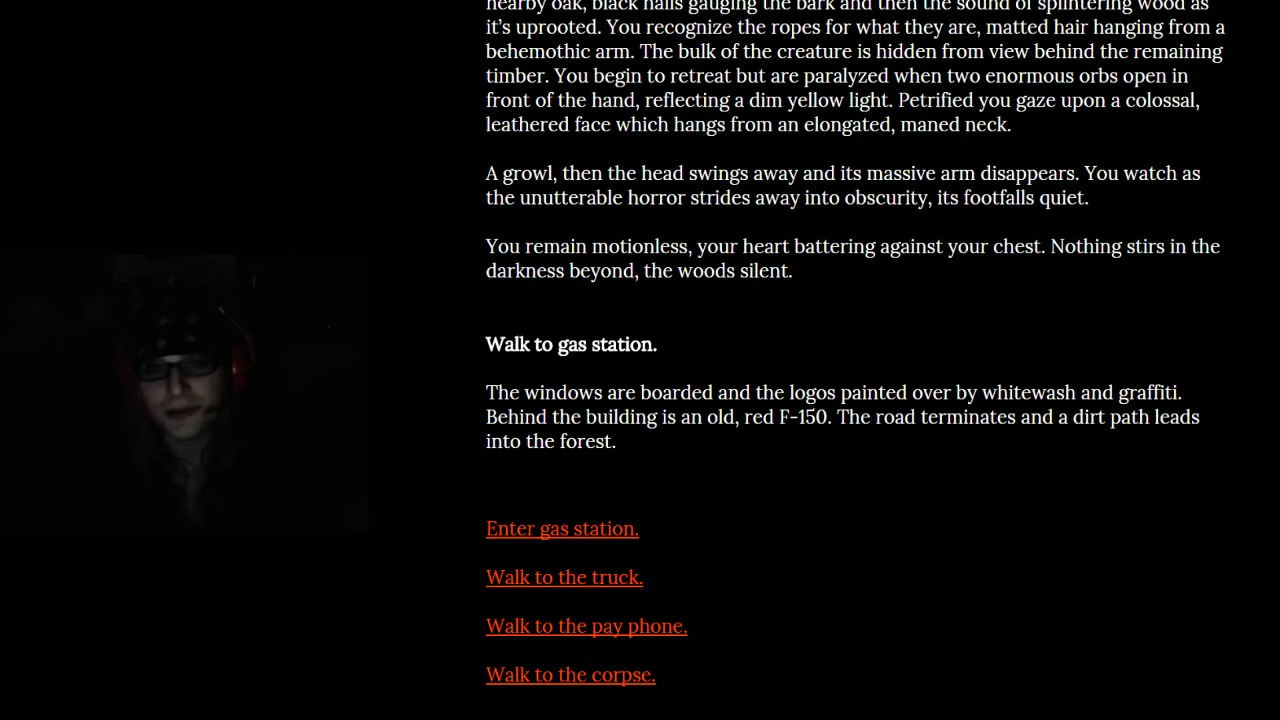 nearby oak, black nails gauging the bark and then the sound of splintering wood as
it's uprooted. You recognize the ropes for what they are, matted hair hanging from a
behemothic arm. The bulk of the creature is hidden from view behind the remaining
timber. You begin to retreat but are paralyzed when two enormous orbs open in
front of the hand, reflecting a dim yellow light. Petrified you gaze upon a colossal,
leathered face which hangs from an elongated, maned neck.
A growl, then the head swings away and its massive arm disappears. You watch as
the unutterable horror strides away into obscurity, its footfalls quiet.
You remain motionless, your heart battering against your chest. Nothing stirs in the
darkness beyond, the woods silent.
Walk to gas station.
The windows are boarded and the logos painted over by whitewash and graffiti.
Behind the building is an old, red F-150. The road terminates and a dirt path leads
into the forest.
Enter gas station.
Walk to the truck.
Walk to the pay phone.
Walk to the corpse.